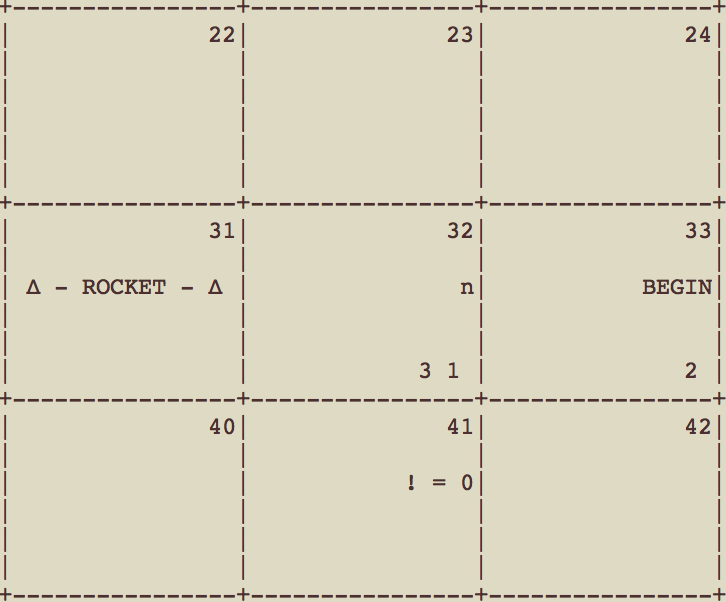 22 23 24
31 32 33
Δ - ROCKET - Δ n BEGIN
3 1 2
40 41 42
! = 0